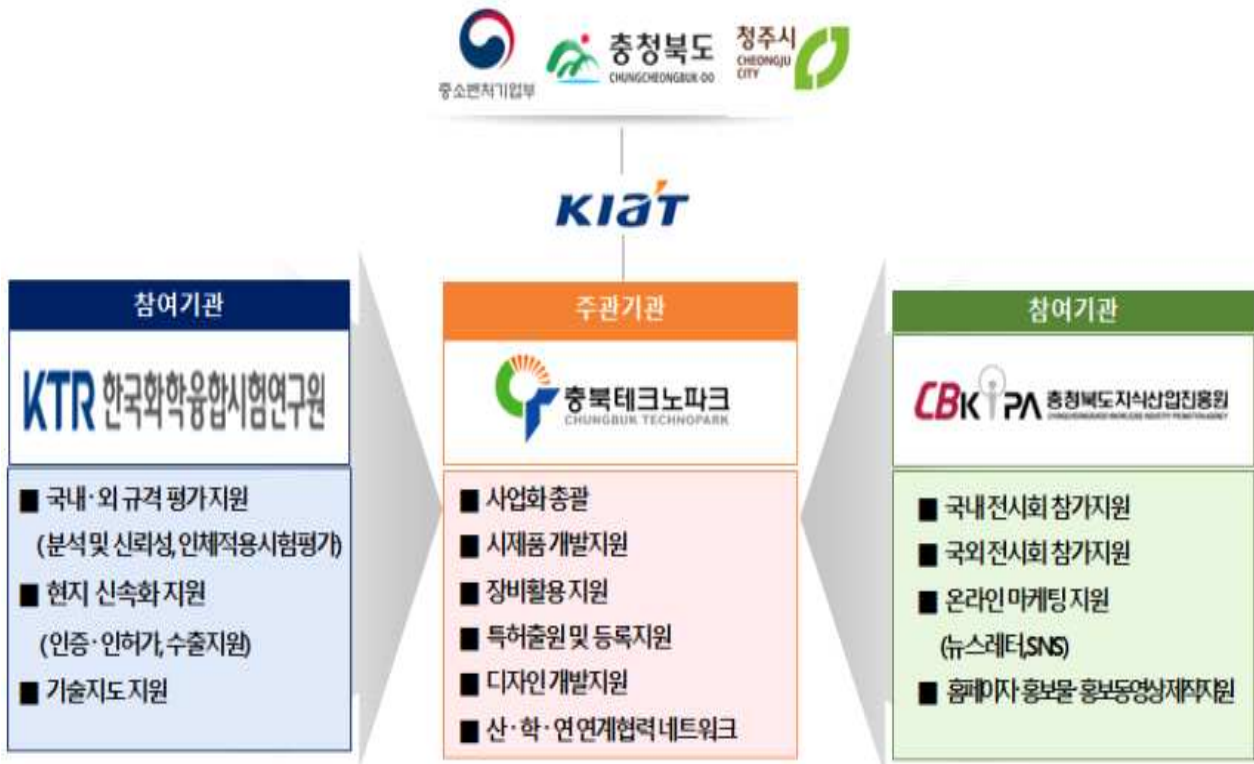 중소벤처기업부
충청북도
CHUNGCHEONGBUK-DO
청주시
CHEONGJU
CITY
KIAT
참여기관
KTR 한국화학융합시험연구원
■ 국내·외 규격 평가지원
(분석 및 신뢰성, 인체적용시험평가)
■ 현지 신속화 지원
(인증·인허가, 수출지원)
■ 기술지도 지원
주관기관
충북테크노파크
CHUNGBUK TECHNOPARK
■ 사업화 총괄
■ 시제품 개발지원
■ 장비활용 지원
■ 특허출원 및 등록지원
■ 디자인 개발지원
■ 산·학·연 연계협력 네트워크
참여기관
CBKIPA 충청북도지식산업진흥원
■ 국내 전시회 참가지원
■ 국외 전시회 참가지원
■ 온라인 마케팅 지원
(뉴스레터,SNS)
■ 홈페이지·홍보물·홍보동영상제작지원